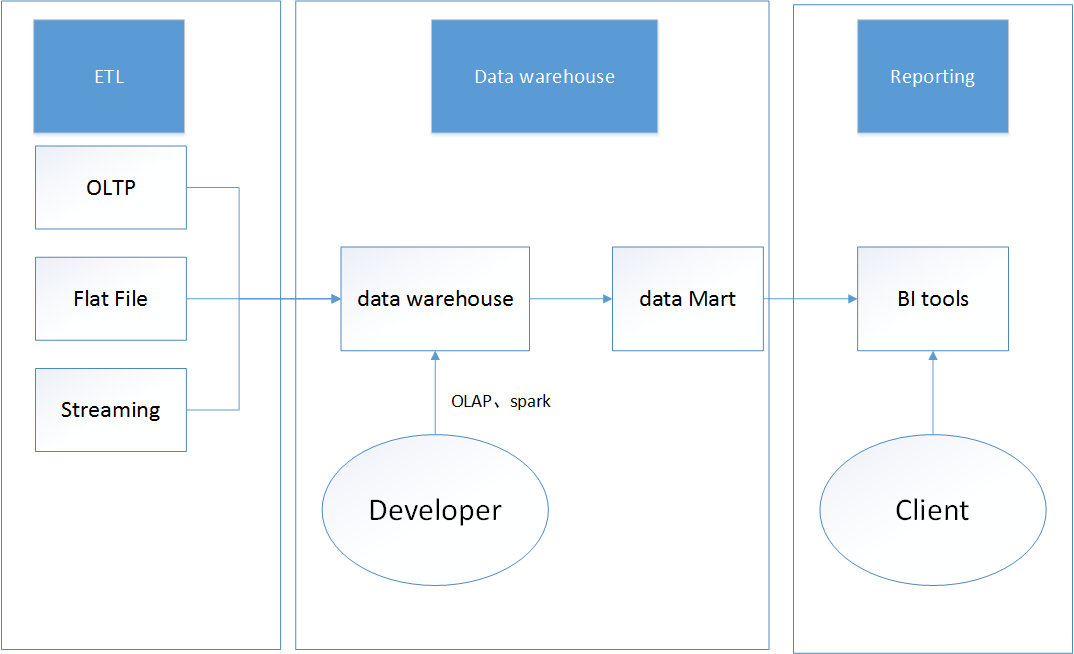 ETL
Data warehouse
Reporting
OLTP
Flat File
Streaming
data warehouse
data Mart
BI tools
OLAP、spark
Developer
Client